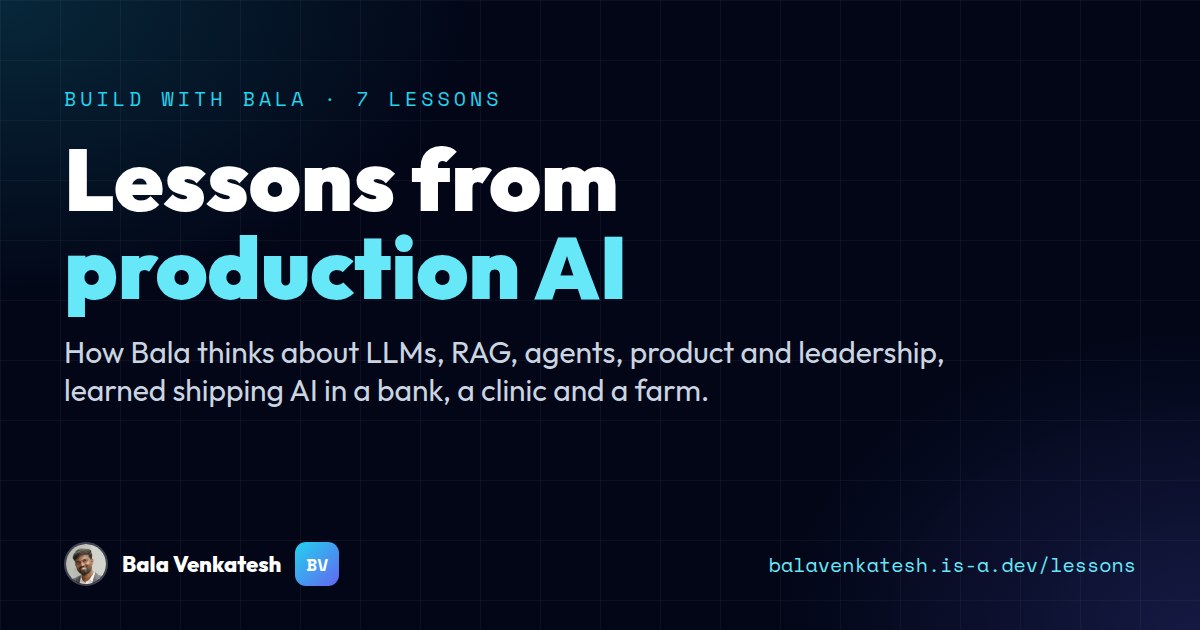 BUILD WITH BALA · 7 LESSONS
Lessons from
production AI
How Bala thinks about LLMs, RAG, agents, product and leadership,
learned shipping AI in a bank, a clinic and a farm.
Bala Venkatesh
BV
balavenkatesh.is-a.dev/lessons